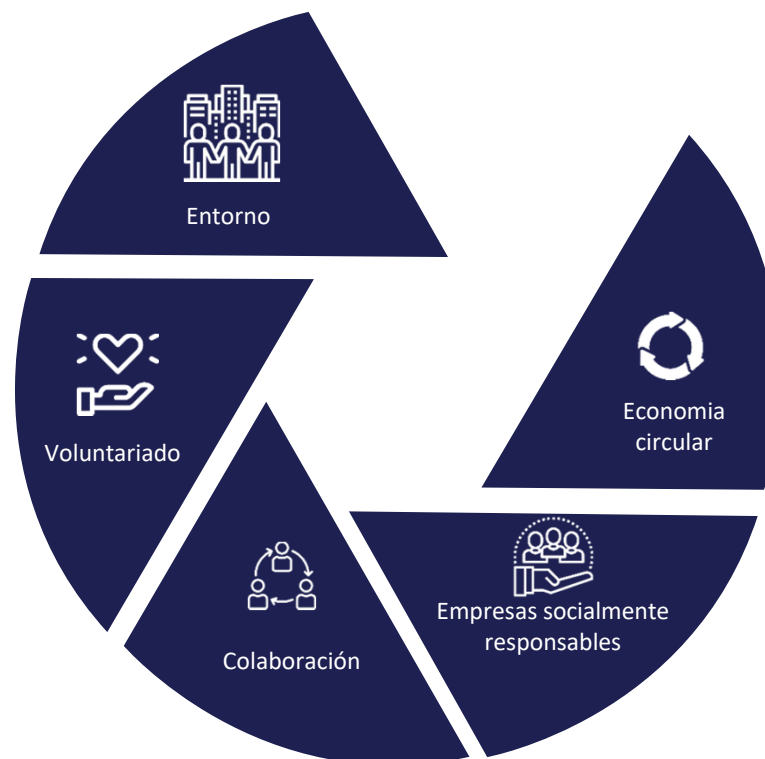 Entorno
Voluntariado
Colaboración
Empresas socialmente
responsables
Economia
circular